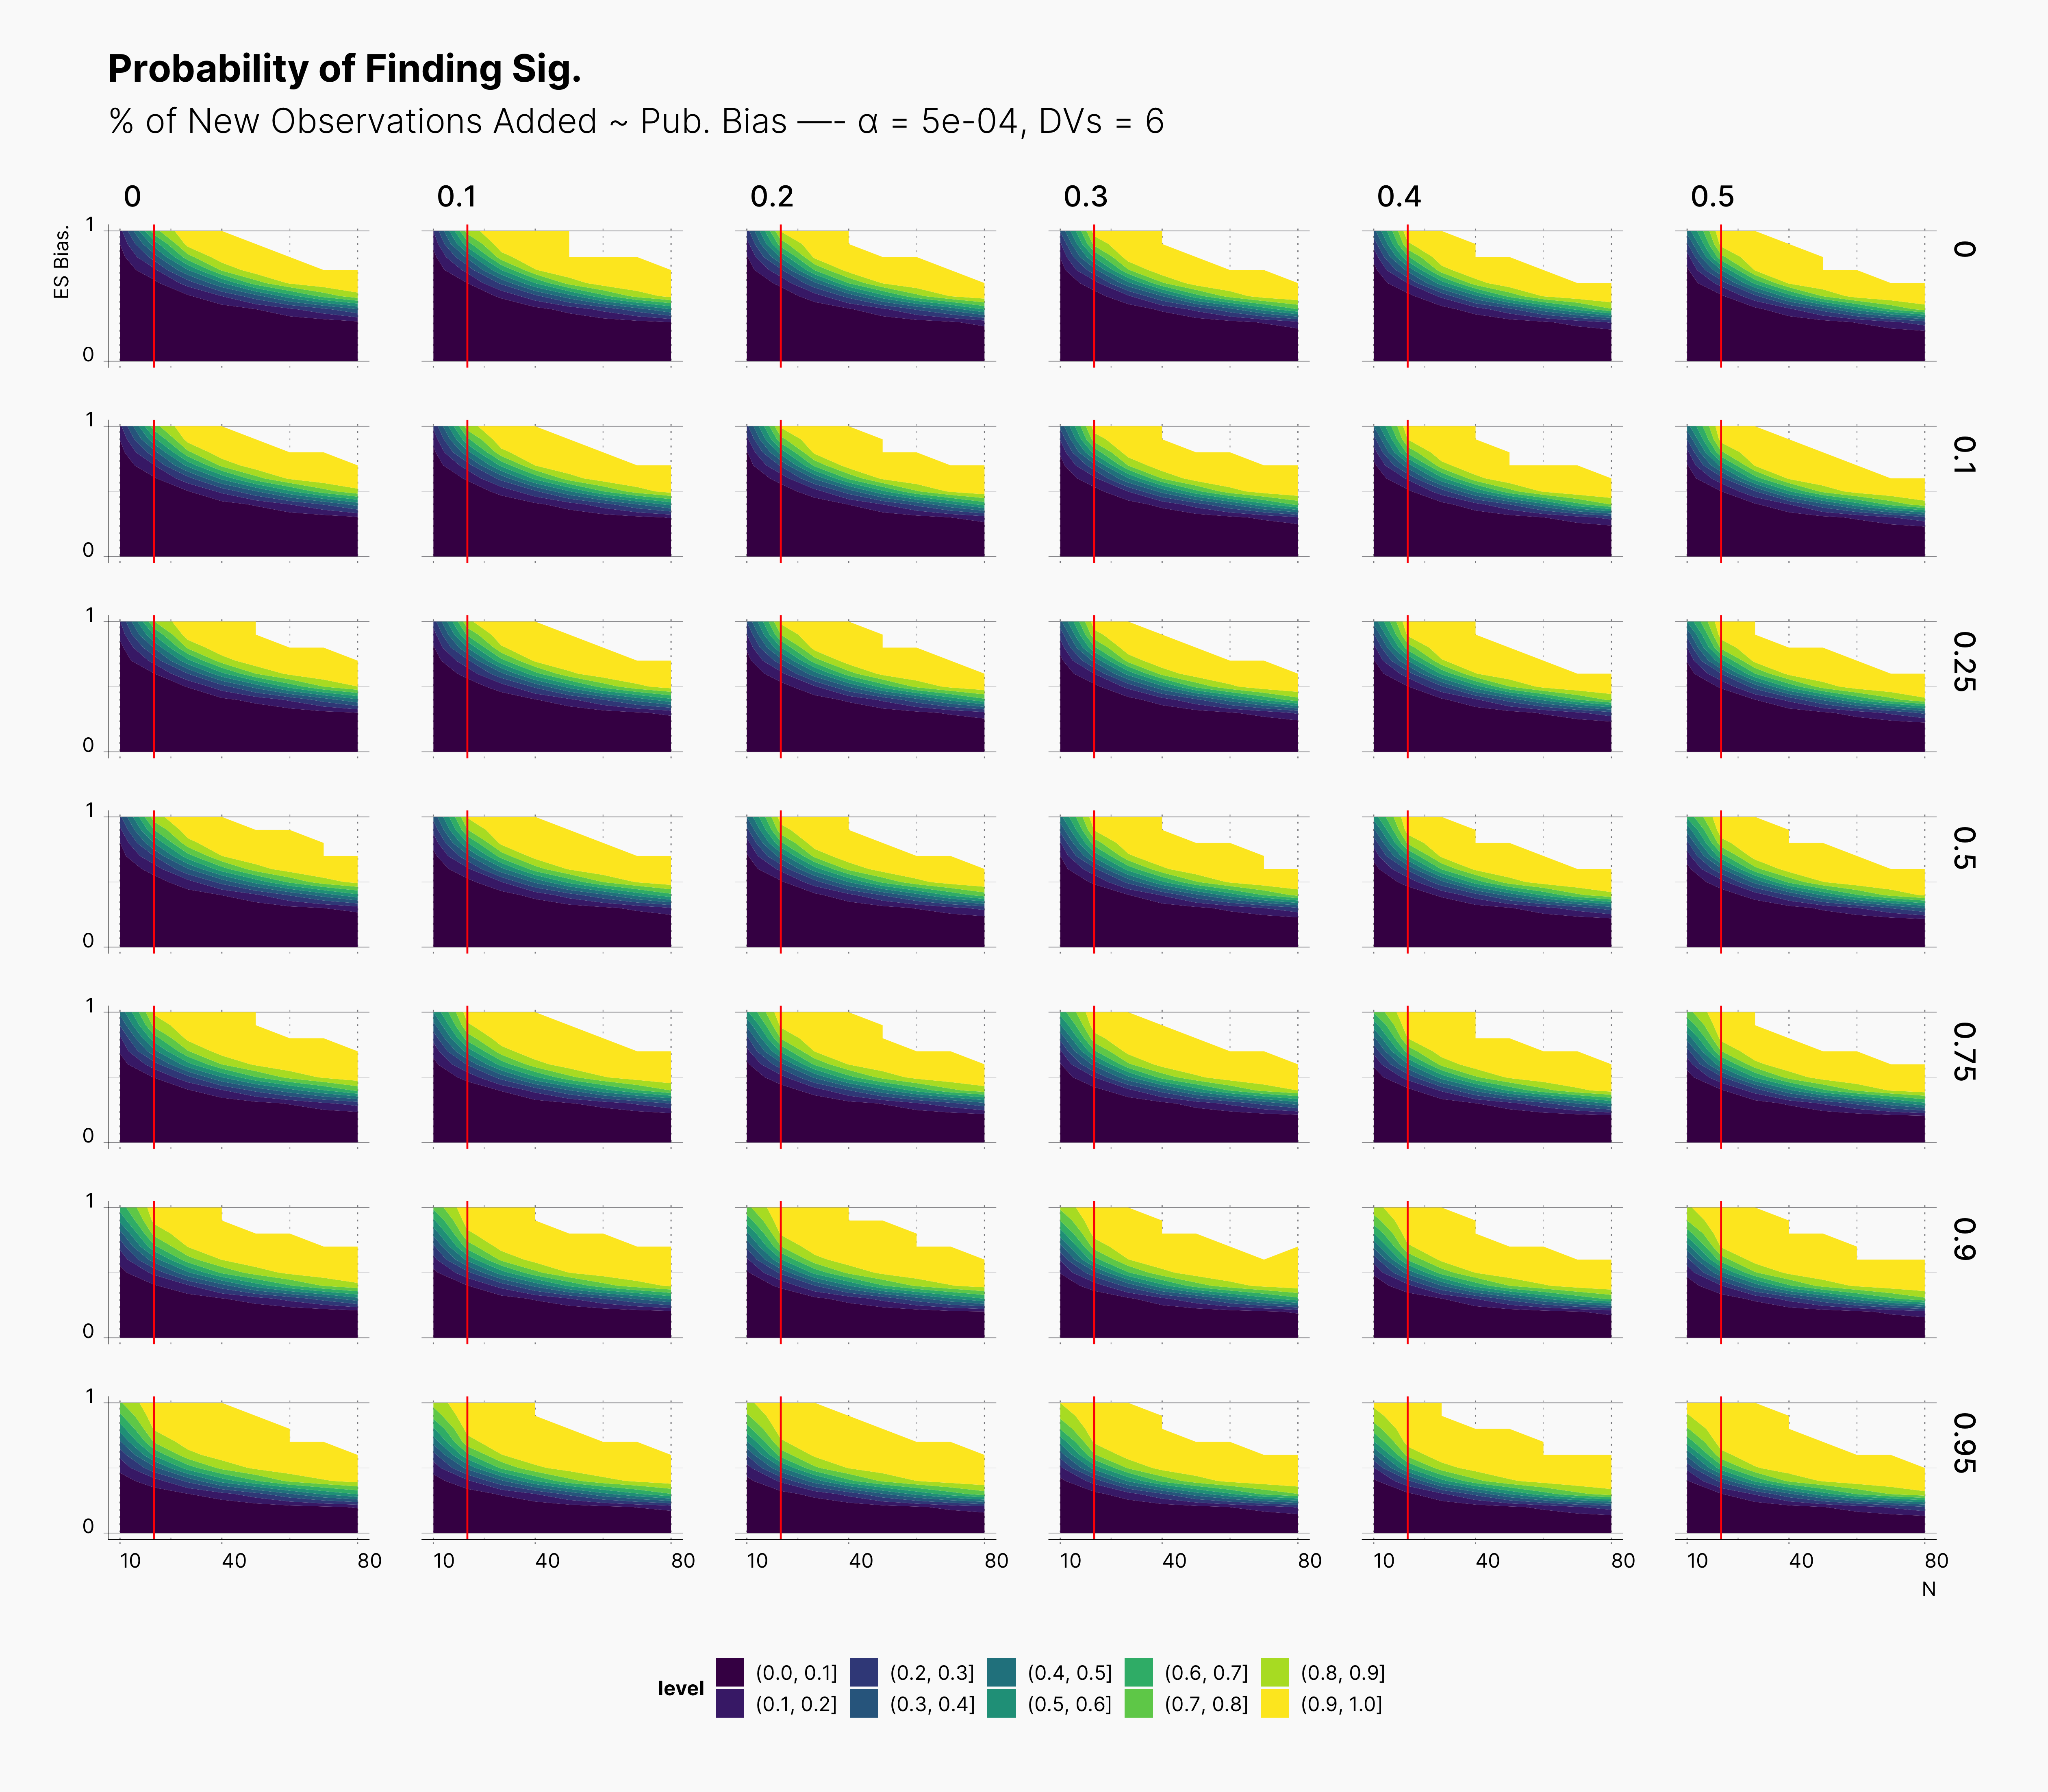 Probability of Finding Sig.
% of New Observations Added ~ Pub. Bias —- α = 5e-04, DVs = 6
0 0.1 0.2 0.3 0.4 0.5
ES Bias.
1
0
0
1
0
0.1
1
0
0.25
1
0
0.5
1
0
0.75
1
0
0.9
1
0
0.95
10 40 80 10 40 80 10 40 80 10 40 80 10 40 80 10 40 80
N
level
(0.0, 0.1] (0.2, 0.3] (0.4, 0.5] (0.6, 0.7] (0.8, 0.9]
(0.1, 0.2] (0.3, 0.4] (0.5, 0.6] (0.7, 0.8] (0.9, 1.0]